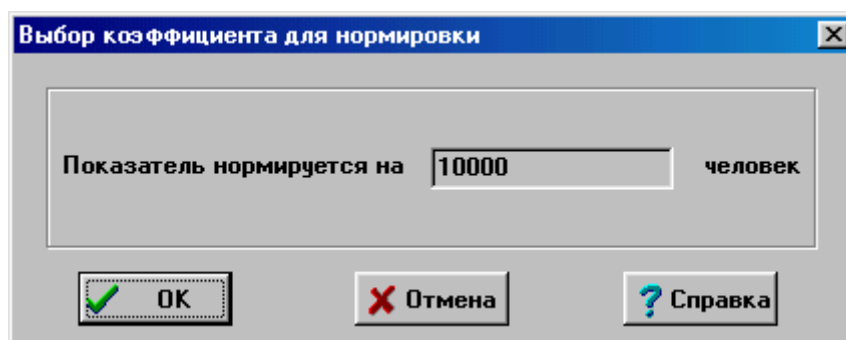 Выбор коэффициента для нормировки
Показатель нормируется на 10000 человек
OK Отмена Справка